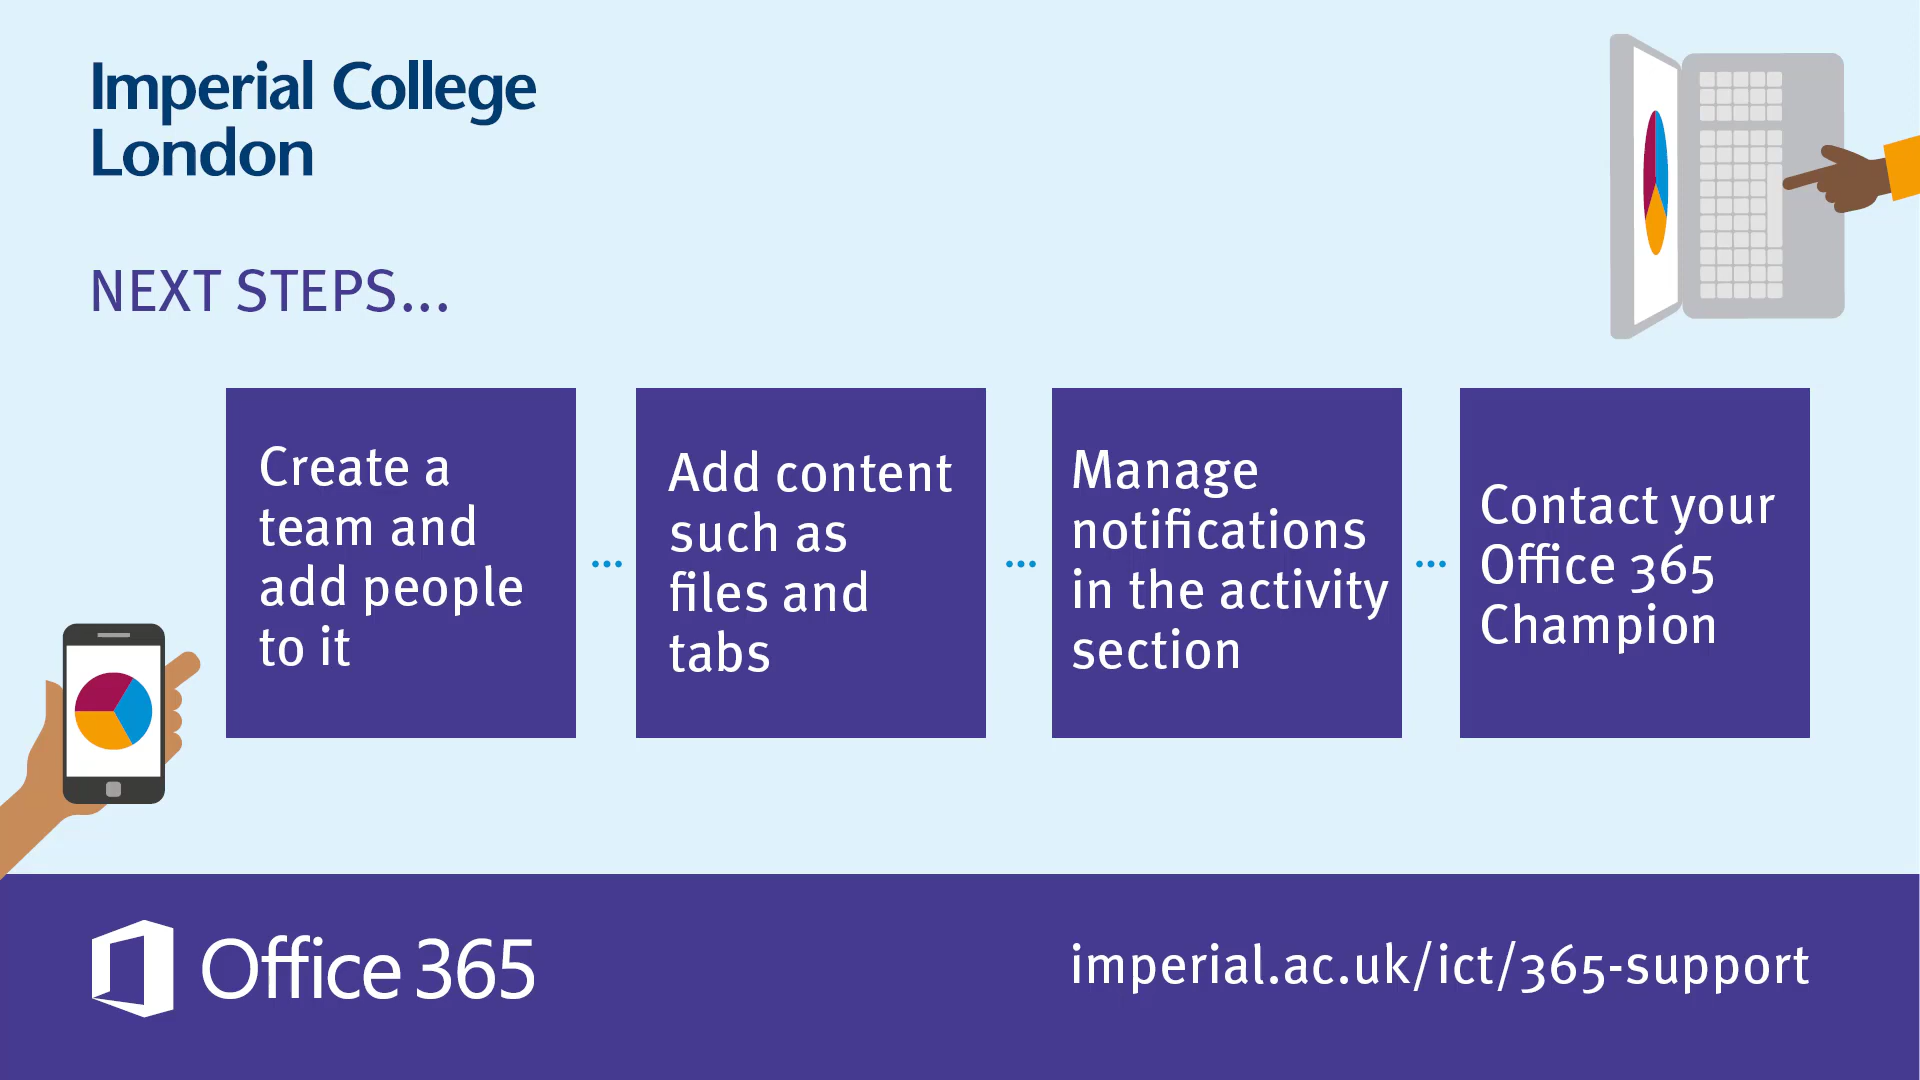 Imperial College
London
NEXT STEPS...
Create a
team and
add people
to it
...
Add content
such as
files and
tabs
...
Manage
notifications
in the activity
section
...
Contact your
Office 365
Champion
Office 365
imperial.ac.uk/ict/365-support